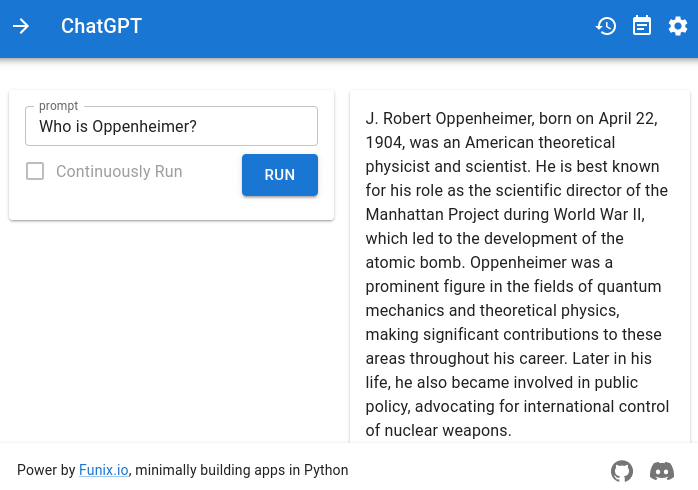 ChatGPT
prompt
Who is Oppenheimer?
Continuously Run
RUN
J. Robert Oppenheimer, born on April 22,
1904, was an American theoretical
physicist and scientist. He is best known
for his role as the scientific director of the
Manhattan Project during World War II,
which led to the development of the
atomic bomb. Oppenheimer was a
prominent figure in the fields of quantum
mechanics and theoretical physics,
making significant contributions to these
areas throughout his career. Later in his
life, he also became involved in public
policy, advocating for international control
of nuclear weapons.
Power by Funix.io, minimally building apps in Python